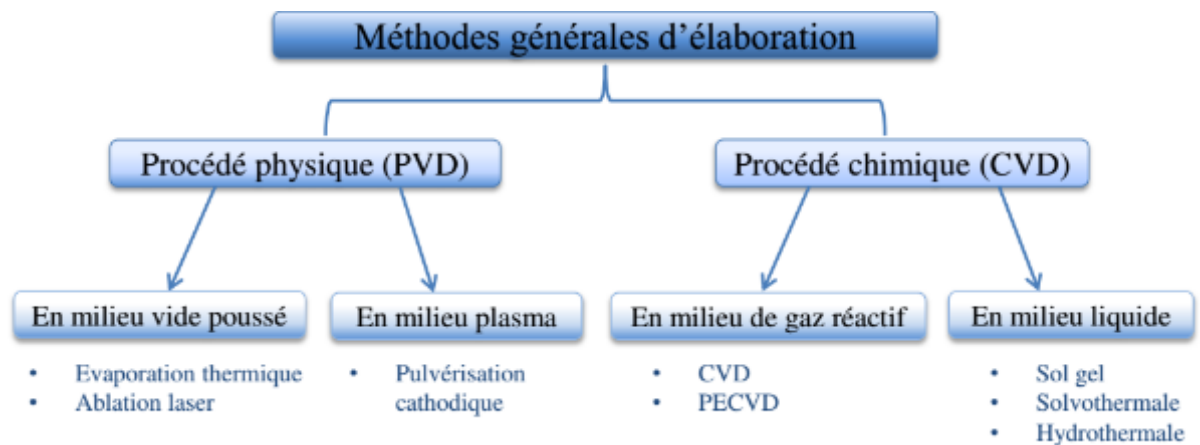 Méthodes générales d'élaboration
Procédé physique (PVD)
Procédé chimique (CVD)
En milieu vide poussé
En milieu plasma
En milieu de gaz réactif
En milieu liquide
• Evaporation thermique
• Ablation laser
• Pulvérisation
cathodique
• CVD
• PECVD
• Sol gel
• Solvothermale
• Hydrothermale